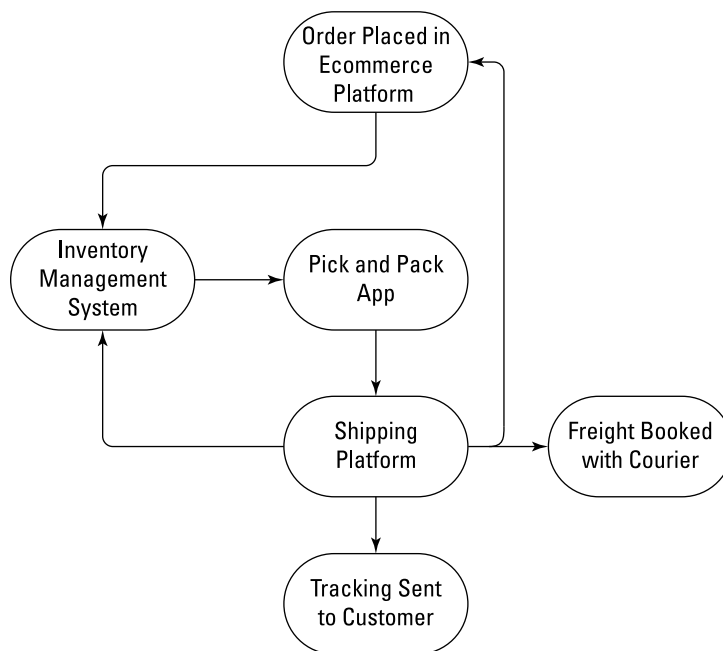 Order Placed in
Ecommerce
Platform
Inventory
Management
System
Pick and Pack
App
Shipping
Platform
Freight Booked
with Courier
Tracking Sent
to Customer